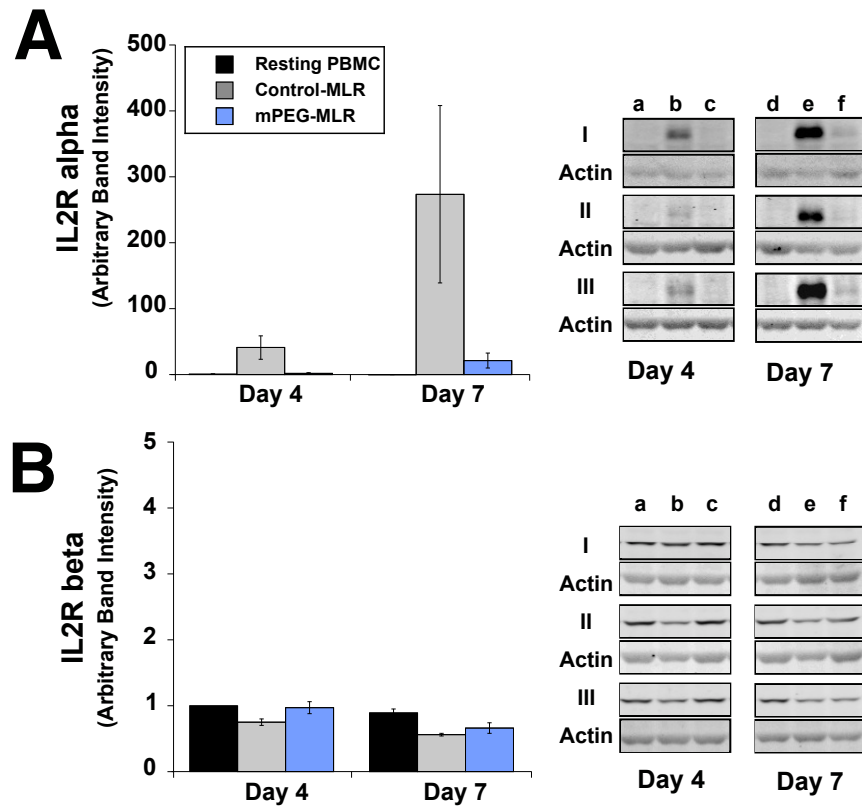 A
IL2R alpha
(Arbitrary Band Intensity)
500
400
300
200
100
0
Resting PBMC
Control-MLR
mPEG-MLR
Day 4
Day 7
a b c d e f
I
Actin
II
Actin
III
Actin
Day 4
Day 7
B
IL2R beta
(Arbitrary Band Intensity)
5
4
3
2
1
0
Day 4
Day 7
a b c d e f
I
Actin
II
Actin
III
Actin
Day 4
Day 7